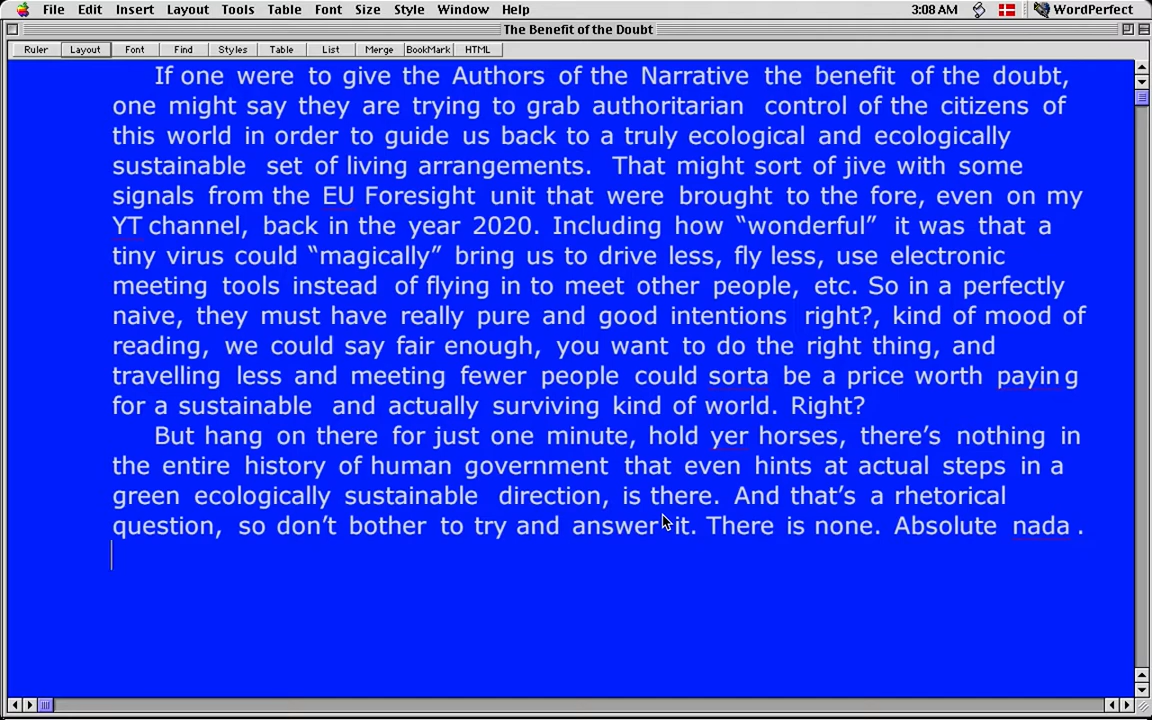 File Edit Insert Layout Tools Table Font Size Style Window Help 3:08 AM WordPerfect
The Benefit of the Doubt
Ruler Layout Font Find Styles Table List Merge BookMark HTML
If one were to give the Authors of the Narrative the benefit of the doubt,
one might say they are trying to grab authoritarian control of the citizens of
this world in order to guide us back to a truly ecological and ecologically
sustainable set of living arrangements. That might sort of jive with some
signals from the EU Foresight unit that were brought to the fore, even on my
YT channel, back in the year 2020. Including how “wonderful” it was that a
tiny virus could “magically” bring us to drive less, fly less, use electronic
meeting tools instead of flying in to meet other people, etc. So in a perfectly
naive, they must have really pure and good intentions right?, kind of mood of
reading, we could say fair enough, you want to do the right thing, and
travelling less and meeting fewer people could sorta be a price worth paying
for a sustainable and actually surviving kind of world. Right?
But hang on there for just one minute, hold yer horses, there’s nothing in
the entire history of human government that even hints at actual steps in a
green ecologically sustainable direction, is there. And that’s a rhetorical
question, so don’t bother to try and answer it. There is none. Absolute nada .